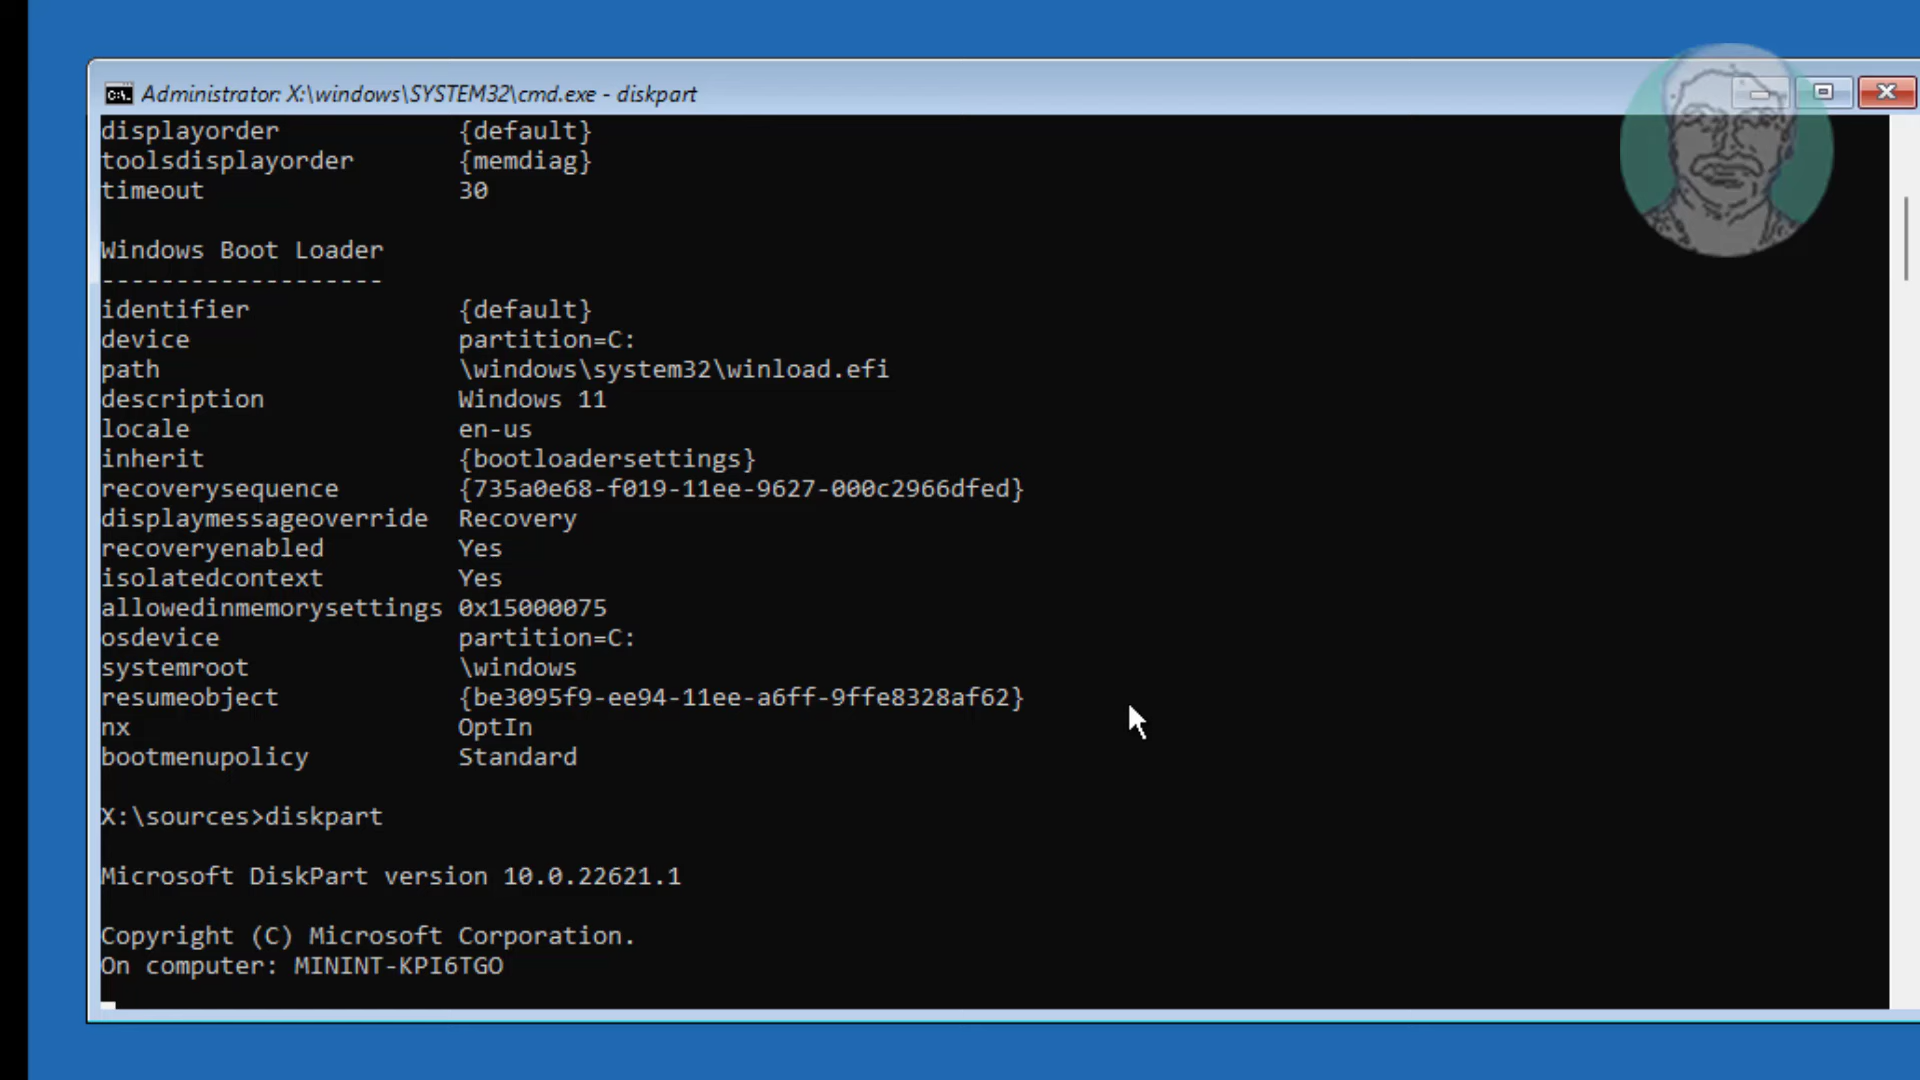 Administrator: X:\windows\SYSTEM32\cmd.exe - diskpart
displayorder            {default}
toolsdisplayorder       {memdiag}
timeout                 30
Windows Boot Loader
-------------------
identifier              {default}
device                  partition=C:
path                    \windows\system32\winload.efi
description             Windows 11
locale                  en-us
inherit                 {bootloadersettings}
recoverysequence        {735a0e68-f019-11ee-9627-000c2966dfed}
displaymessageoverride  Recovery
recoveryenabled         Yes
isolatedcontext         Yes
allowedinmemorysettings 0x15000075
osdevice                partition=C:
systemroot              \windows
resumeobject            {be3095f9-ee94-11ee-a6ff-9ffe8328af62}
nx                      OptIn
bootmenupolicy          Standard
X:\sources>diskpart
Microsoft DiskPart version 10.0.22621.1
Copyright (C) Microsoft Corporation.
On computer: MININT-KPI6TGO